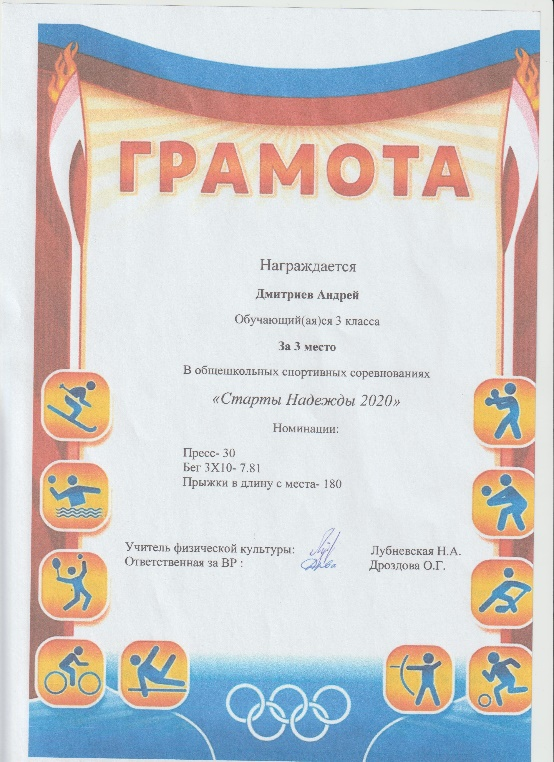 ГРАМОТА
Награждается
Дмитриев Андрей
Обучающий(ая)ся 3 класса
За 3 место
В общешкольных спортивных соревнованиях
«Старты Надежды 2020»
Номинации:
Пресс- 30
Бег 3Х10- 7.81
Прыжки в длину с места- 180
Учитель физической культуры: Лубневская Н.А.
Ответственная за ВР : Дроздова О.Г.